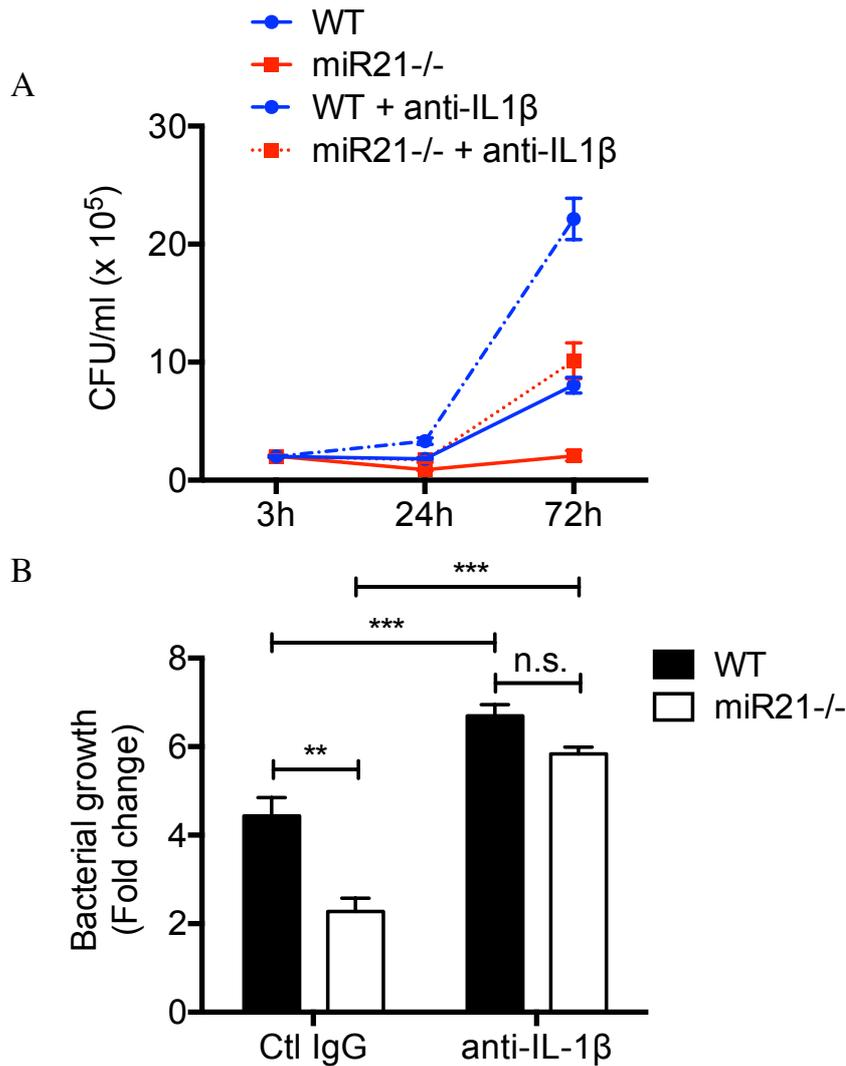 A
WT
miR21-/-
WT + anti-IL1β
miR21-/- + anti-IL1β
CFU/ml (x 10⁵)
30
20
10
0
3h 24h 72h
B
***
***
n.s.
**
WT
miR21-/-
Bacterial growth
(Fold change)
8
6
4
2
0
Ctl IgG anti-IL-1β